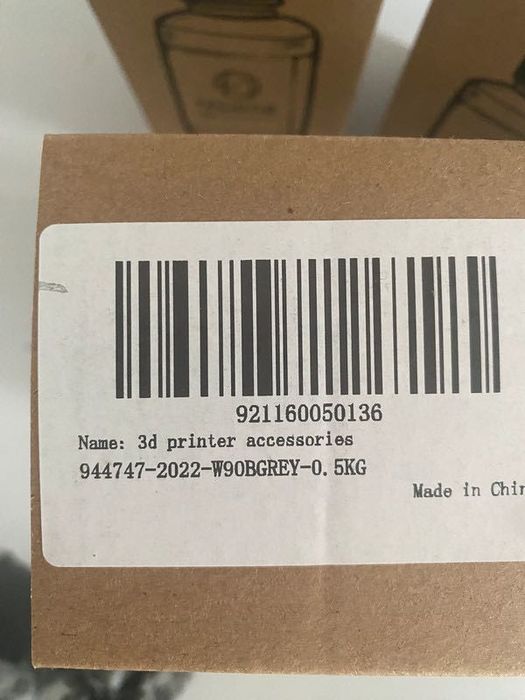 921160050136
Name: 3d printer accessories
944747-2022-W90BGREY-0.5KG
Made in Chin